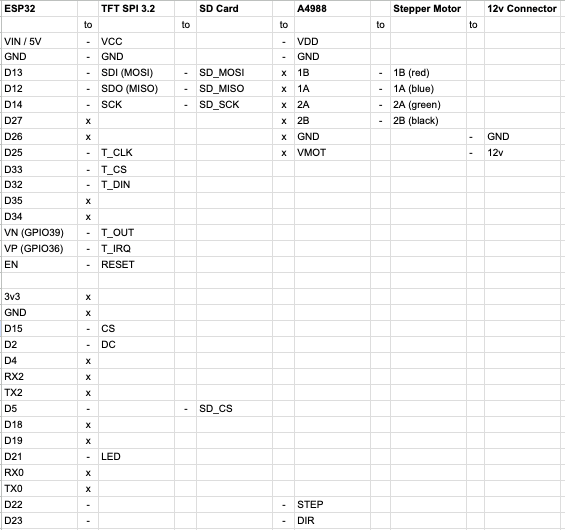 ESP32 TFT SPI 3.2 SD Card A4988 Stepper Motor 12v Connector
to to to to to
VIN / 5V - VCC - VDD
GND - GND - GND
D13 - SDI (MOSI) - SD_MOSI x 1B - 1B (red)
D12 - SDO (MISO) - SD_MISO x 1A - 1A (blue)
D14 - SCK - SD_SCK x 2A - 2A (green)
D27 x x 2B - 2B (black)
D26 x x GND - GND
D25 - T_CLK x VMOT - 12v
D33 - T_CS
D32 - T_DIN
D35 x
D34 x
VN (GPIO39) - T_OUT
VP (GPIO36) - T_IRQ
EN - RESET
3v3 x
GND x
D15 - CS
D2 - DC
D4 x
RX2 x
TX2 x
D5 - - SD_CS
D18 x
D19 x
D21 - LED
RX0 x
TX0 x
D22 - - STEP
D23 - - DIR